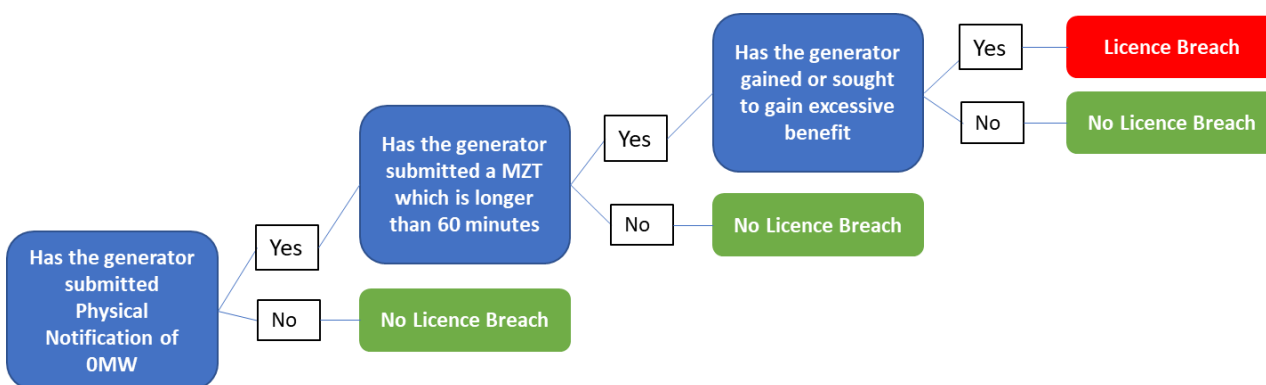 Has the generator
submitted
Physical
Notification of
0MW
Yes
No
No Licence Breach
Has the generator
submitted a MZT
which is longer
than 60 minutes
Yes
No
No Licence Breach
Has the generator
gained or sought
to gain excessive
benefit
Yes
Licence Breach
No
No Licence Breach